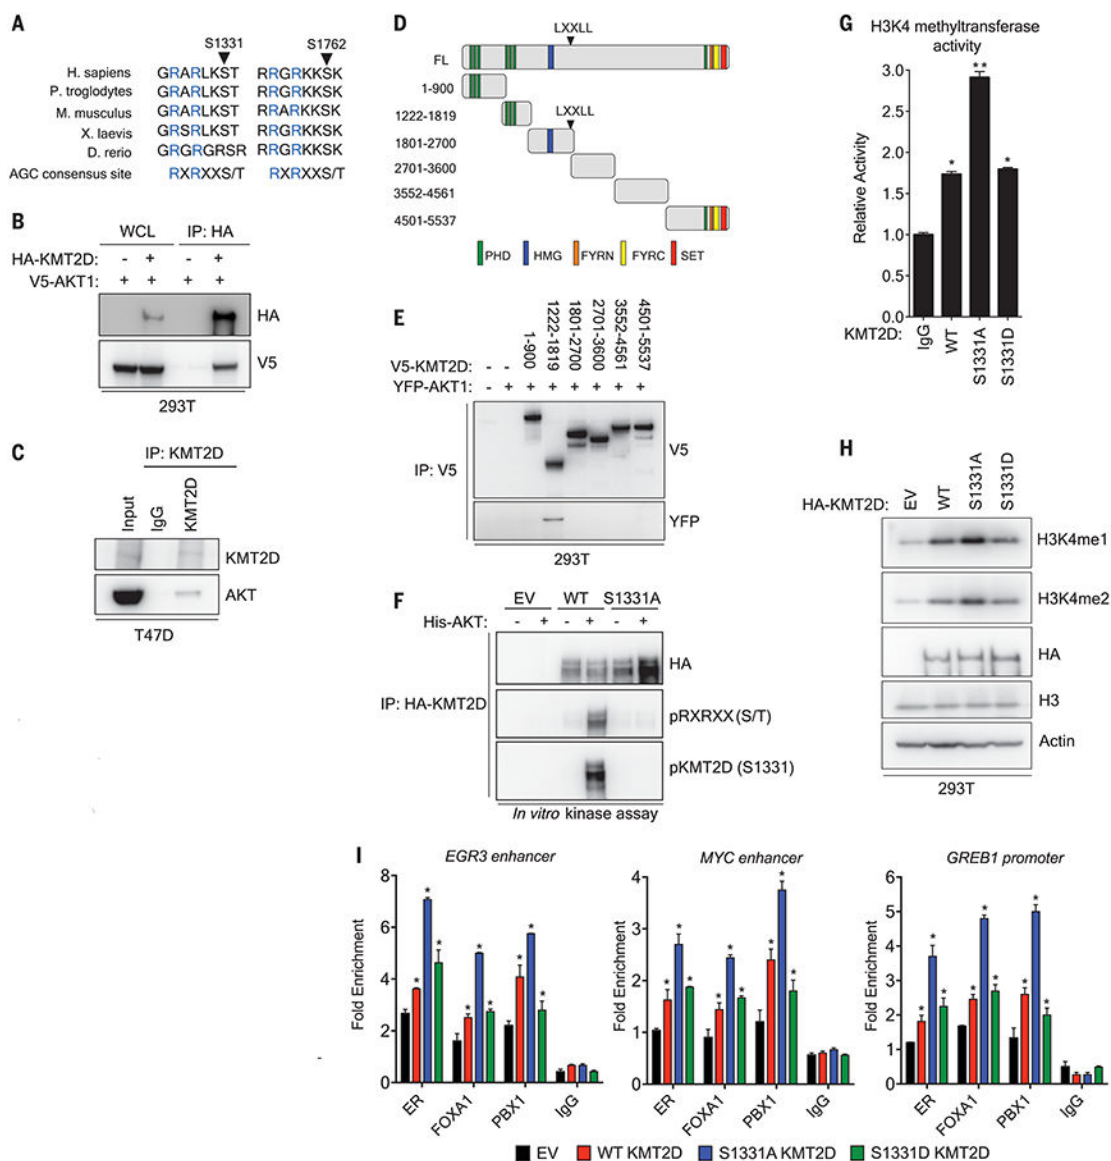 A
S1331 S1762
H. sapiens GRARLKST RRGRKKSK
P. troglodytes GRARLKST RRGRKKSK
M. musculus GRARLKST RRARKKSK
X. laevis GRSRLKST RRGRKKSK
D. rerio GRGRGRSR RRGRKKSK
AGC consensus site RXRXXS/T RXRXXS/T
B
WCL IP: HA
HA-KMT2D: - + - +
V5-AKT1: + + + +
HA
V5
293T
C
IP: KMT2D
Input IgG KMT2D
KMT2D
AKT
T47D
D
LXXLL
FL
1-900
1222-1819 LXXLL
1801-2700
2701-3600
3552-4561
4501-5537
PHD HMG FYRN FYRC SET
E
V5-KMT2D: - - 1-900 1222-1819 1801-2700 2701-3600 3552-4561 4501-5537
YFP-AKT1: - + + + + + + +
IP: V5
V5
YFP
293T
F
EV WT S1331A
His-AKT: - + - + - +
IP: HA-KMT2D
HA
pRXRXX (S/T)
pKMT2D (S1331)
In vitro kinase assay
G
H3K4 methyltransferase
activity
Relative Activity
3.0
2.5
2.0
1.5
1.0
0.5
0.0
* ** *
KMT2D: IgG WT S1331A S1331D
H
HA-KMT2D: EV WT S1331A S1331D
H3K4me1
H3K4me2
HA
H3
Actin
293T
I
EGR3 enhancer
Fold Enrichment
8
6
4
2
0
* * * * * * * * *
ER FOXA1 PBX1 IgG
MYC enhancer
Fold Enrichment
4
3
2
1
0
* * * * * * * * *
ER FOXA1 PBX1 IgG
GREB1 promoter
Fold Enrichment
6
5
4
3
2
1
0
* * * * * * * * *
ER FOXA1 PBX1 IgG
EV WT KMT2D S1331A KMT2D S1331D KMT2D